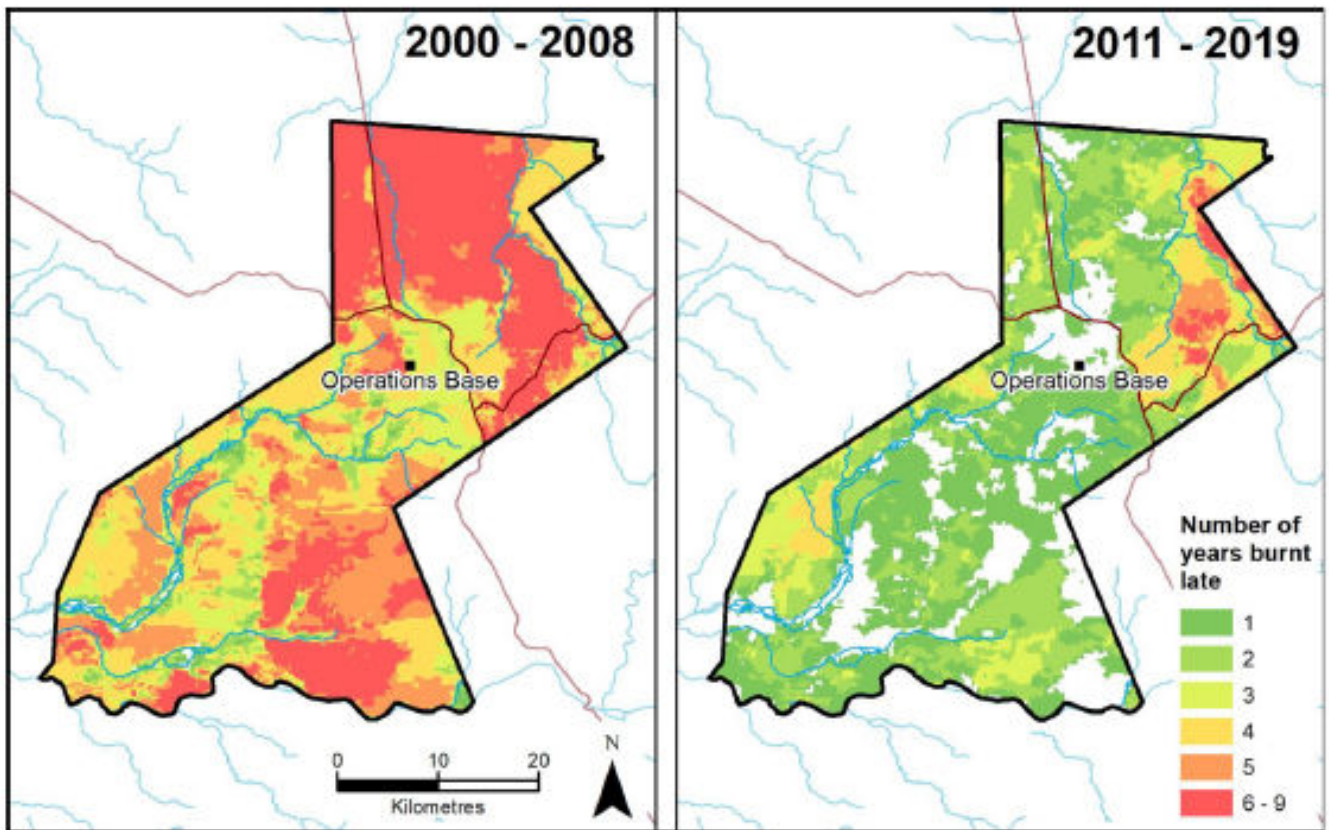 2000 - 2008
Operations Base
0 10 20
Kilometres
N
2011 - 2019
Operations Base
Number of
years burnt
late
1
2
3
4
5
6 - 9